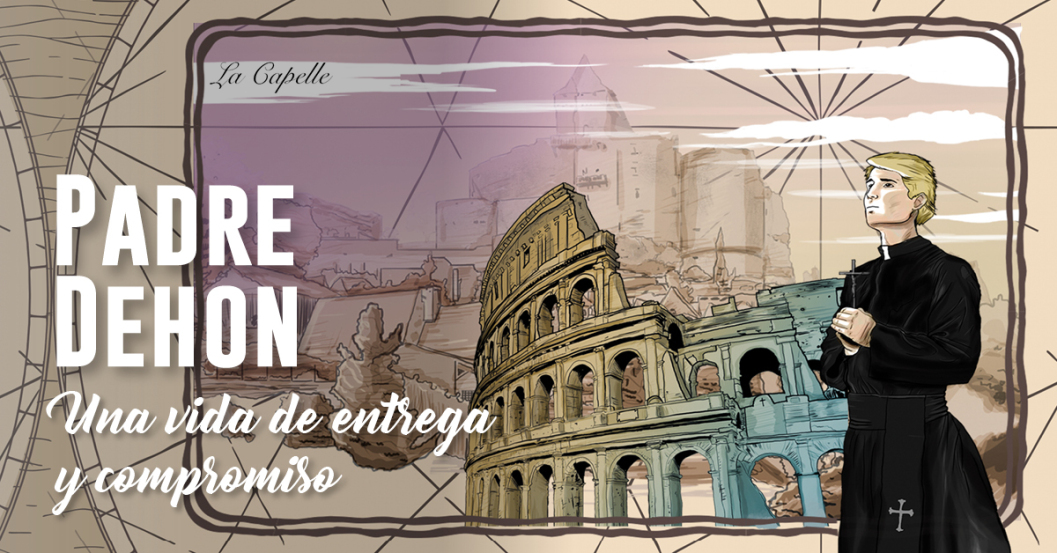 La Capelle
PADRE
DEHON
Una vida de entrega
y compromiso